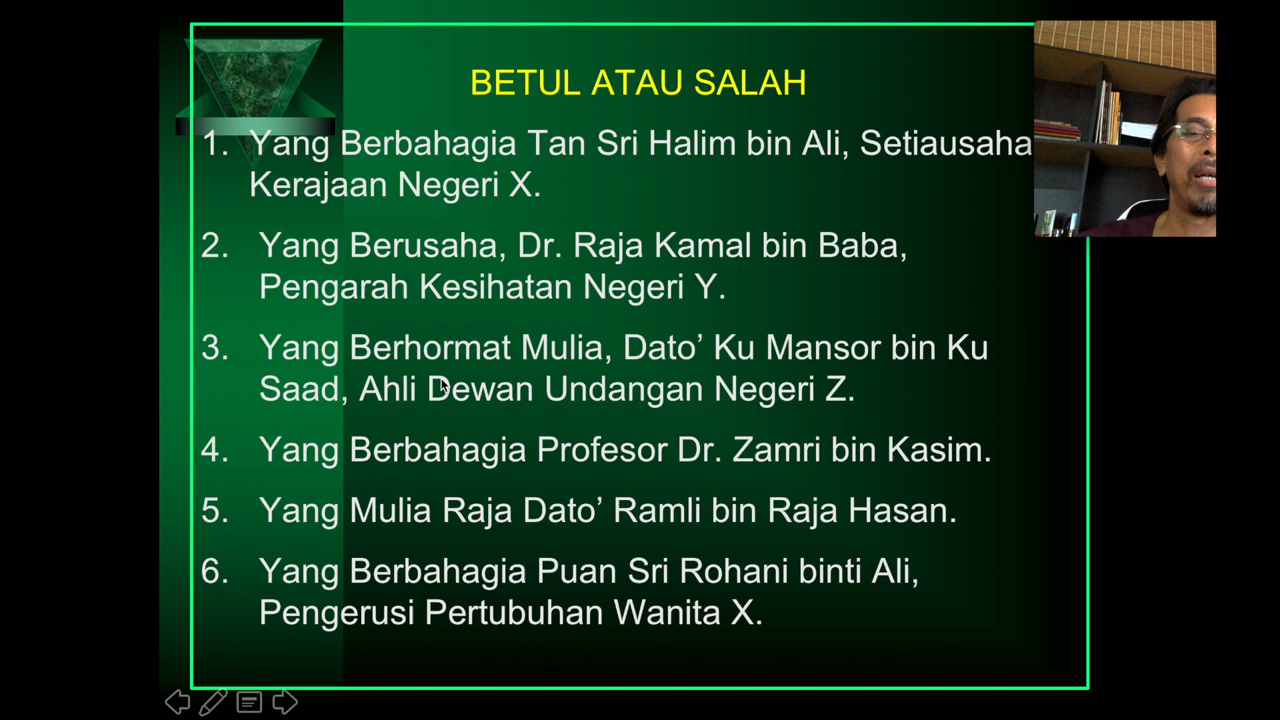 BETUL ATAU SALAH
1. Yang Berbahagia Tan Sri Halim bin Ali, Setiausaha
Kerajaan Negeri X.
2. Yang Berusaha, Dr. Raja Kamal bin Baba,
Pengarah Kesihatan Negeri Y.
3. Yang Berhormat Mulia, Dato’ Ku Mansor bin Ku
Saad, Ahli Dewan Undangan Negeri Z.
4. Yang Berbahagia Profesor Dr. Zamri bin Kasim.
5. Yang Mulia Raja Dato’ Ramli bin Raja Hasan.
6. Yang Berbahagia Puan Sri Rohani binti Ali,
Pengerusi Pertubuhan Wanita X.